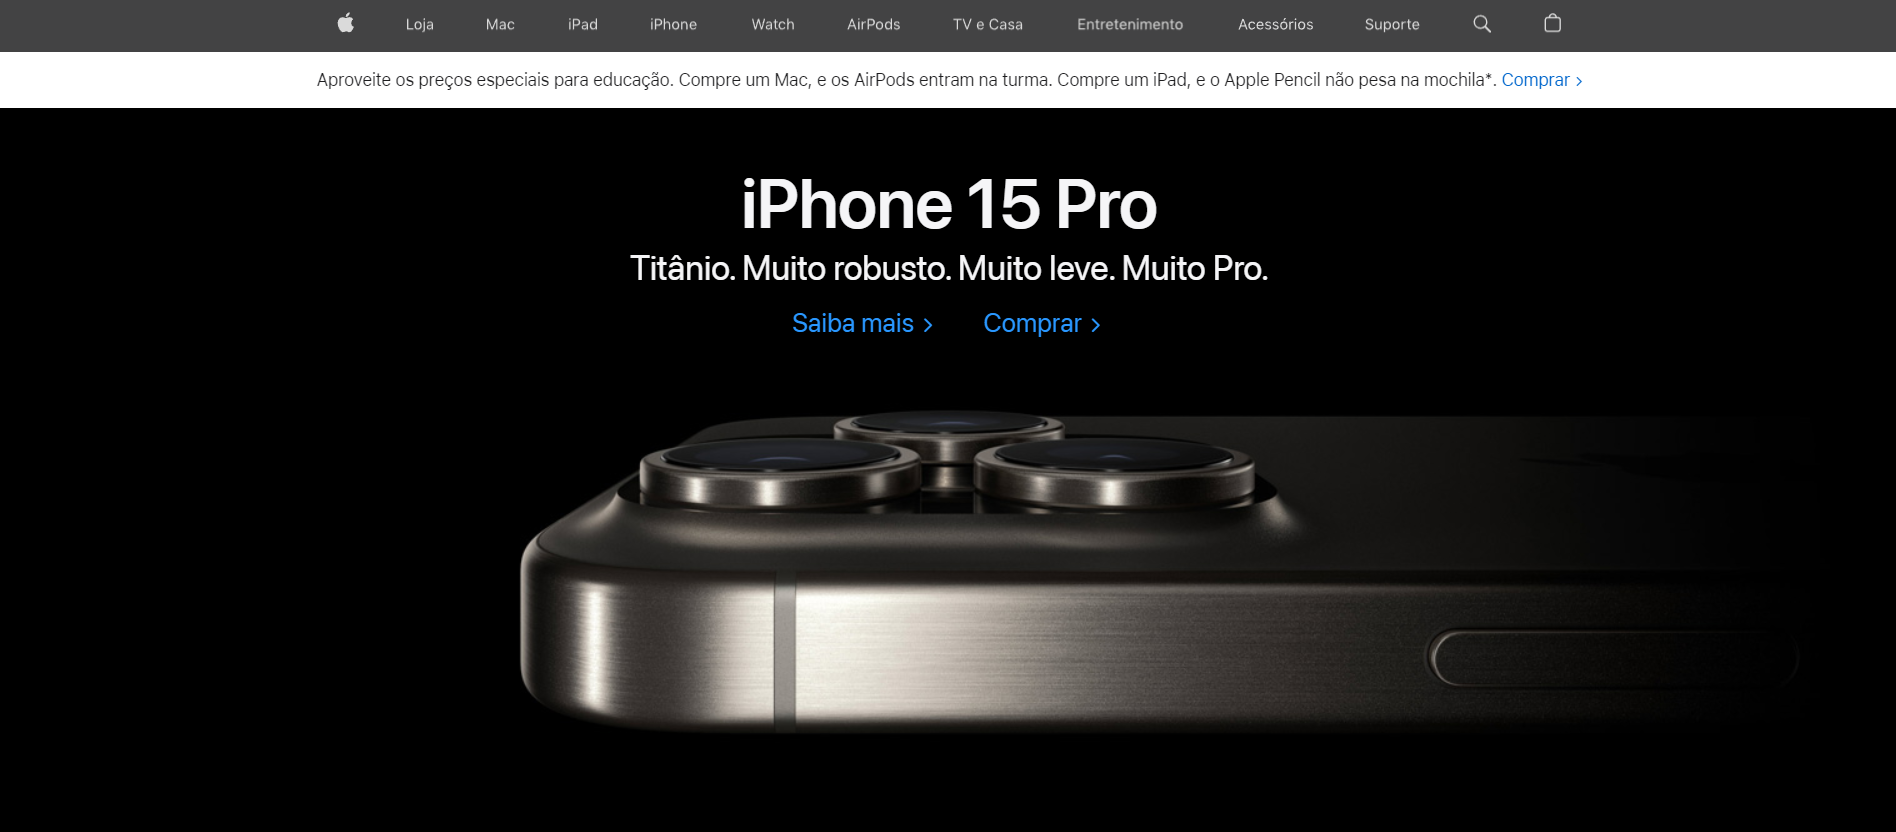 Loja Mac iPad iPhone Watch AirPods TV e Casa Entretenimento Acessórios Suporte
Aproveite os preços especiais para educação. Compre um Mac, e os AirPods entram na turma. Compre um iPad, e o Apple Pencil não pesa na mochila*. Comprar >
iPhone 15 Pro
Titânio. Muito robusto. Muito leve. Muito Pro.
Saiba mais > Comprar >